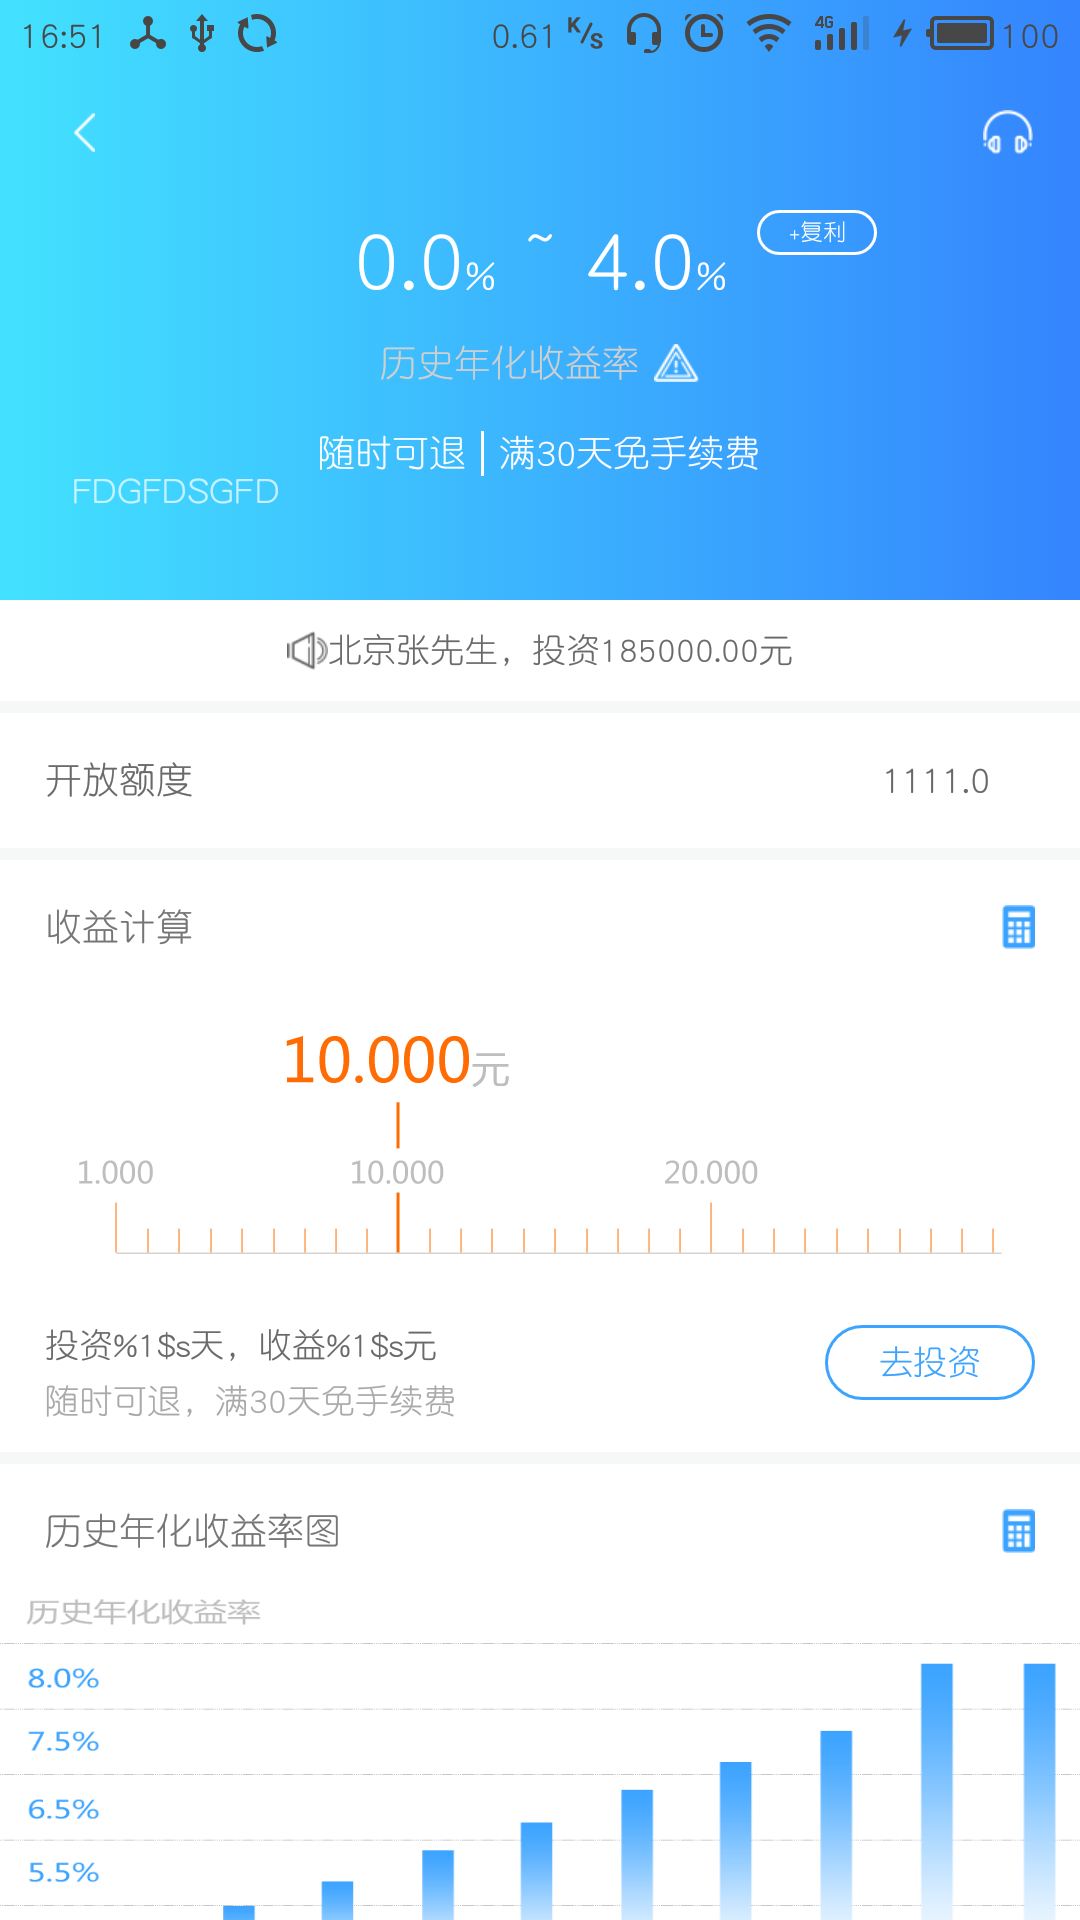 16:51 0.61 K/s 4G 100
0.0% ~ 4.0% +复利
历史年化收益率
随时可退 | 满30天免手续费
FDGFDSGFD
北京张先生，投资185000.00元
开放额度 1111.0
收益计算
10.000元
1.000 10.000 20.000
投资%1$s天，收益%1$s元
去投资
随时可退，满30天免手续费
历史年化收益率图
历史年化收益率
8.0%
7.5%
6.5%
5.5%